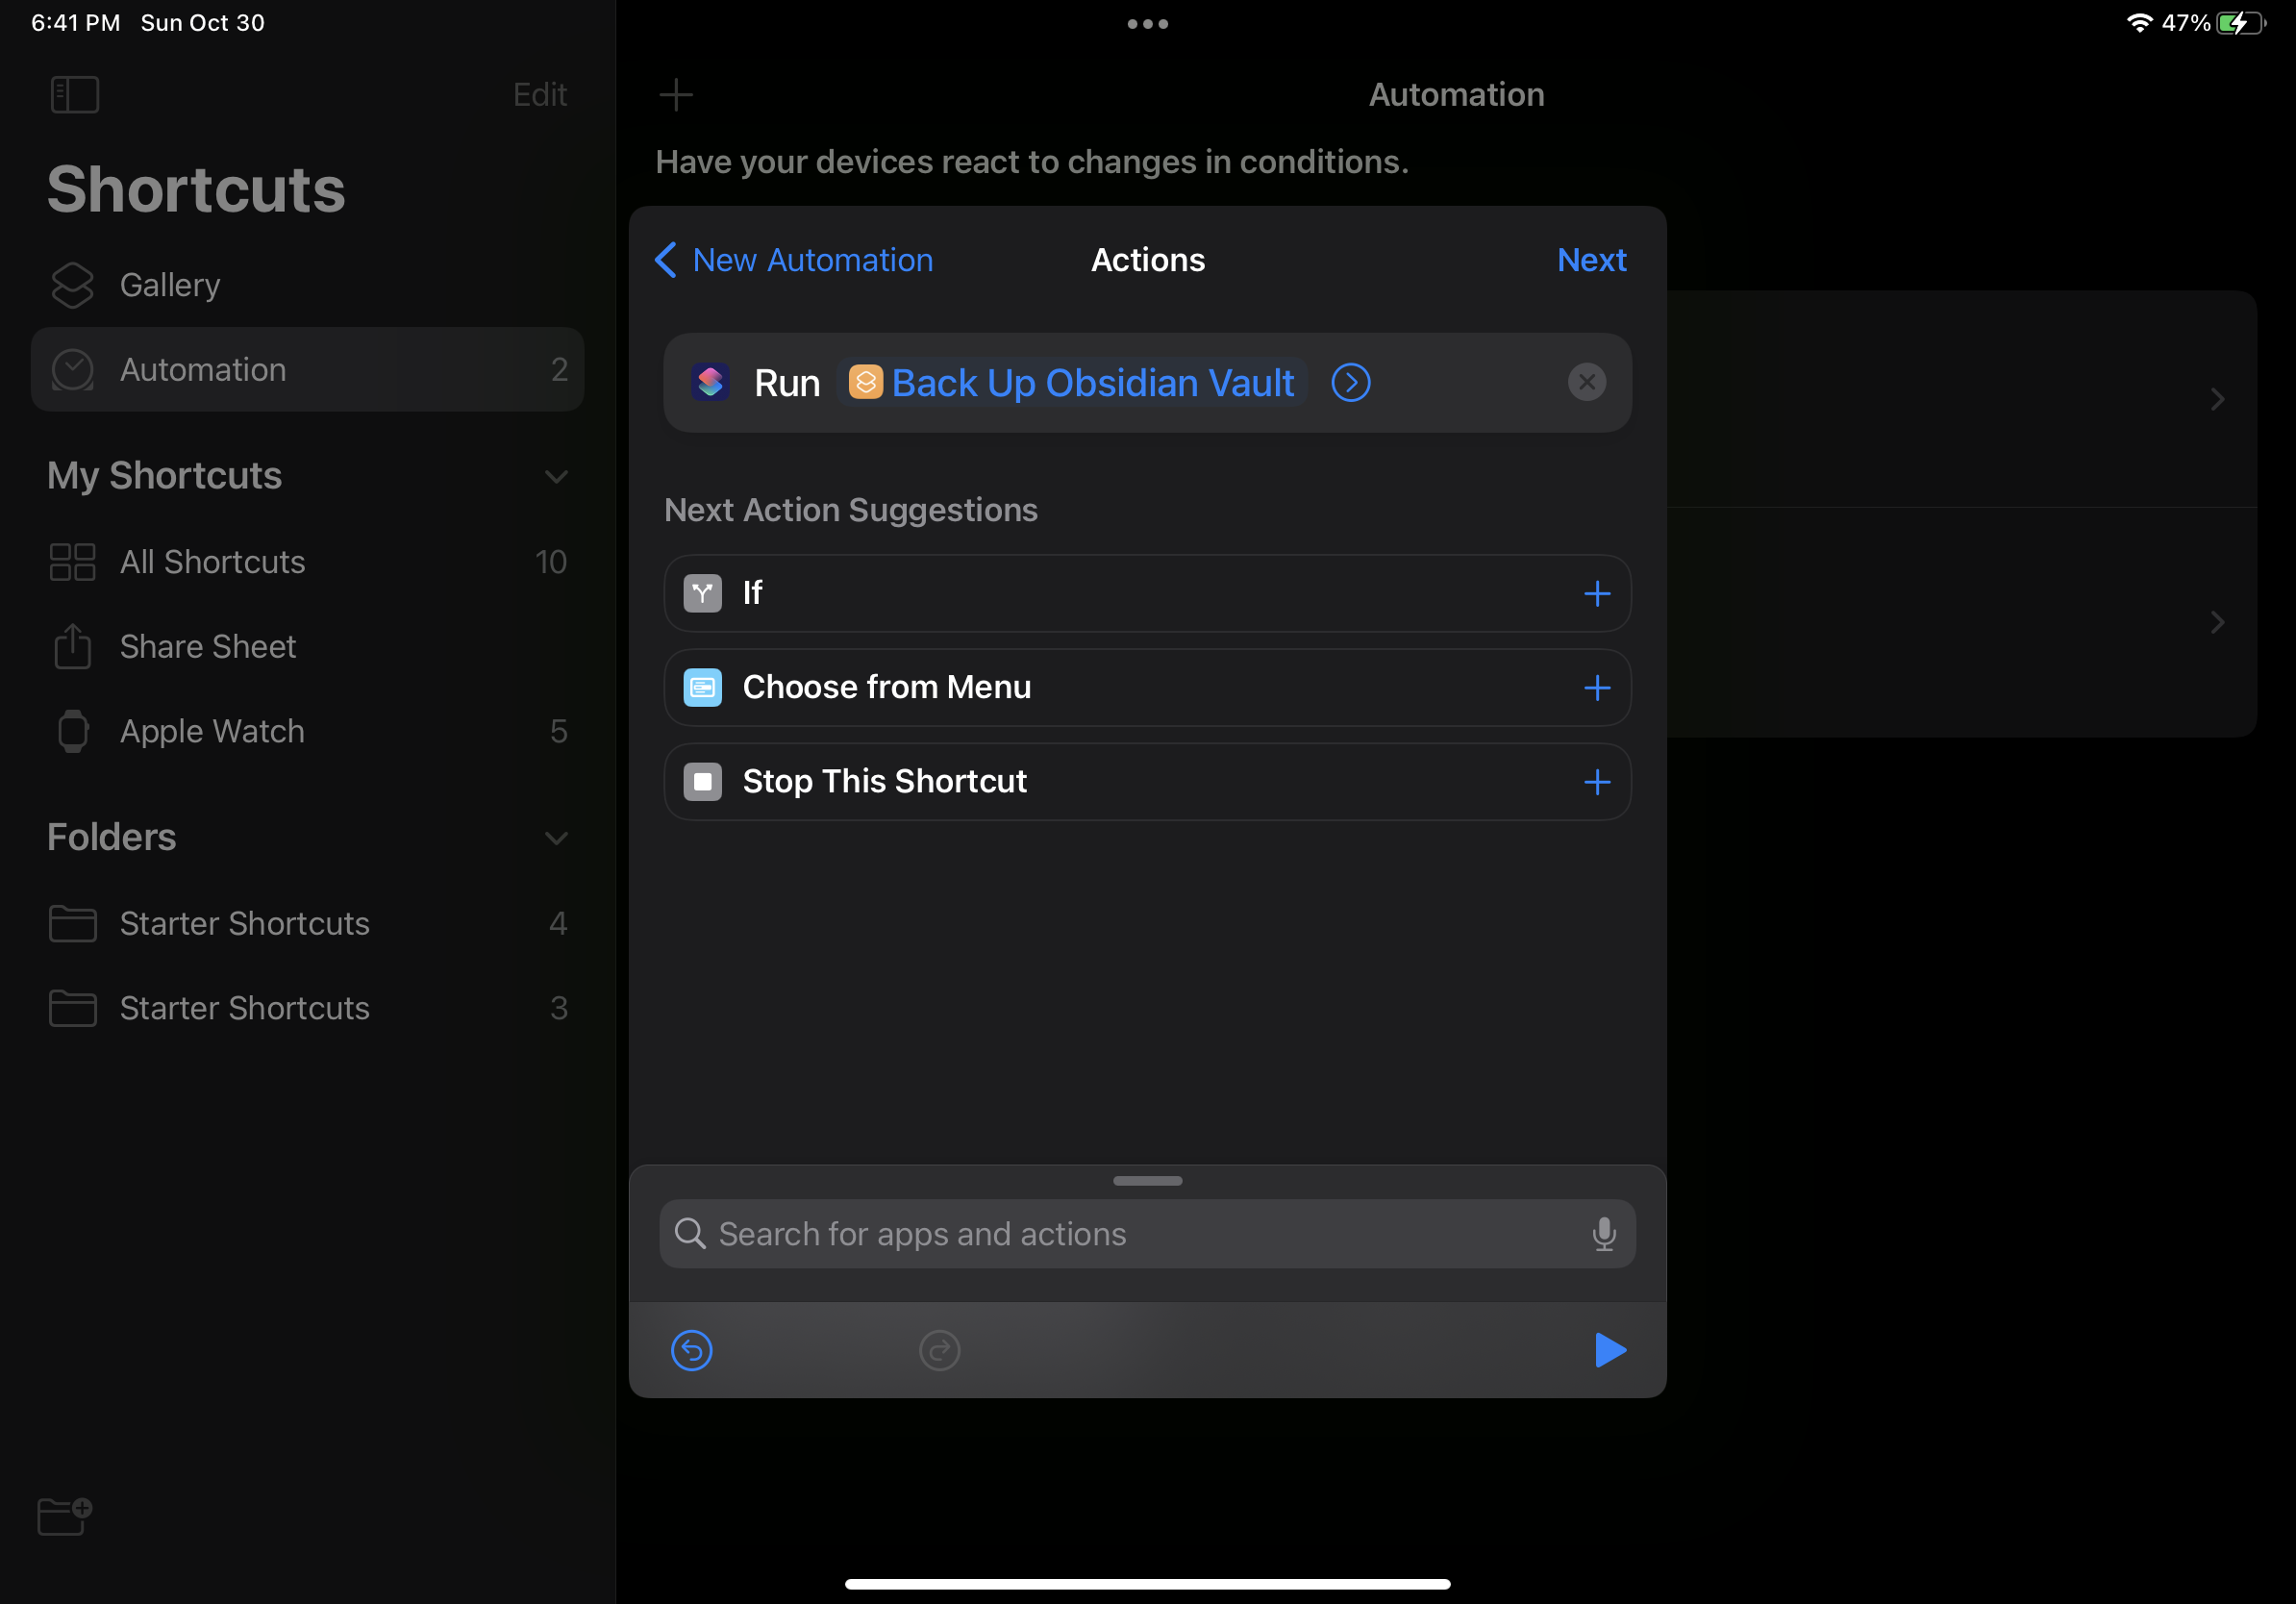 6:41 PM Sun Oct 30
47%
Edit
Shortcuts
Gallery
Automation 2
My Shortcuts
All Shortcuts 10
Share Sheet
Apple Watch 5
Folders
Starter Shortcuts 4
Starter Shortcuts 3
Automation
Have your devices react to changes in conditions.
New Automation Actions Next
Run Back Up Obsidian Vault
Next Action Suggestions
If
Choose from Menu
Stop This Shortcut
Search for apps and actions